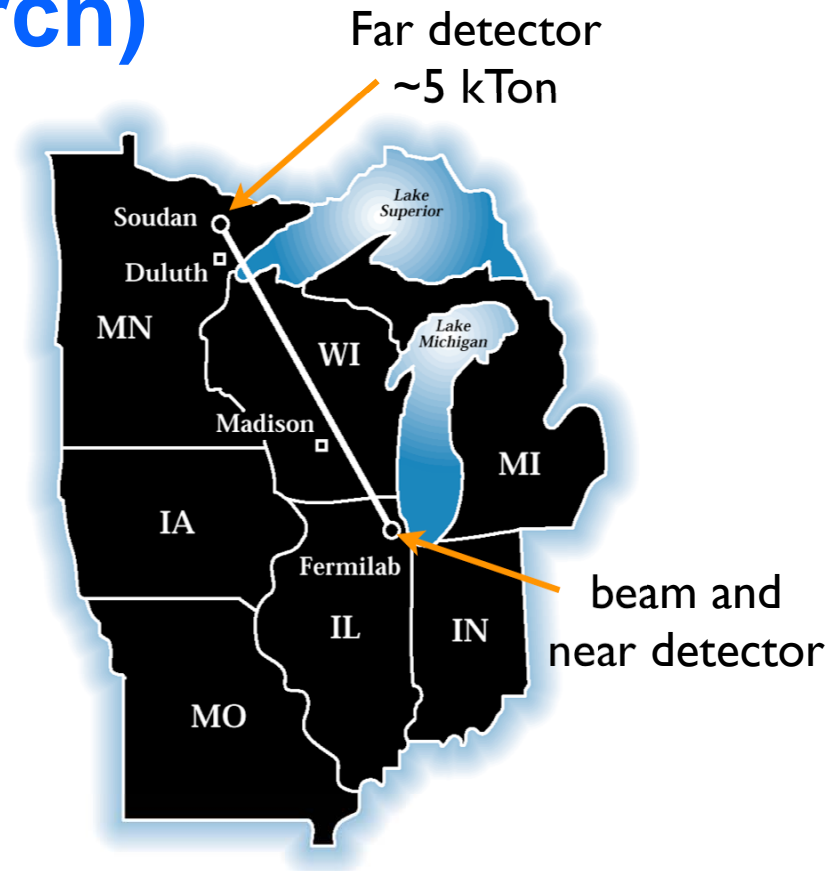 rch)
Far detector
~5 kTon
Lake
Superior
Soudan
Duluth
MN
Lake
Michigan
WI
Madison
MI
IA
Fermilab
beam and
near detector
IL
IN
MO